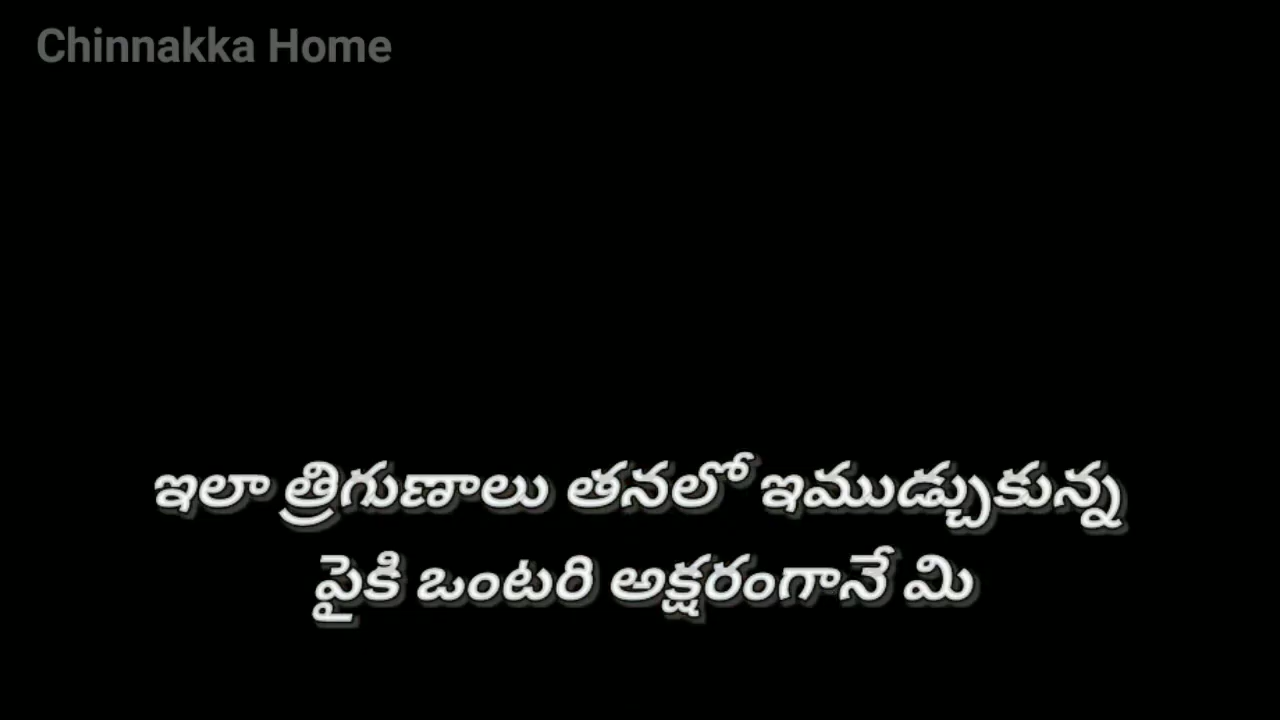 Chinnakka Home
ఇలా త్రిగుణాలు తనలో ఇముడ్చుకున్న
పైకి ఒంటరి అక్షరంగానే మి